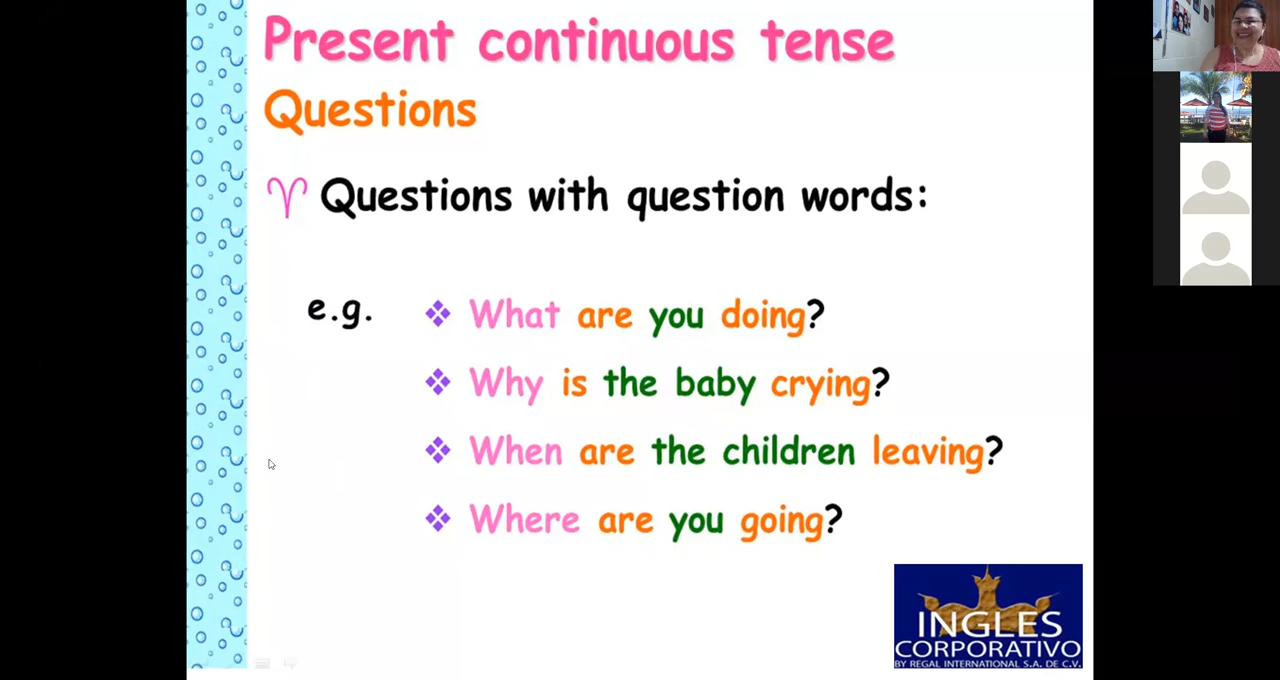 Present continuous tense
Questions
Questions with question words:
e.g.
What are you doing?
Why is the baby crying?
When are the children leaving?
Where are you going?
INGLES
CORPORATIVO
BY REGAL INTERNATIONAL S.A. DE C.V.